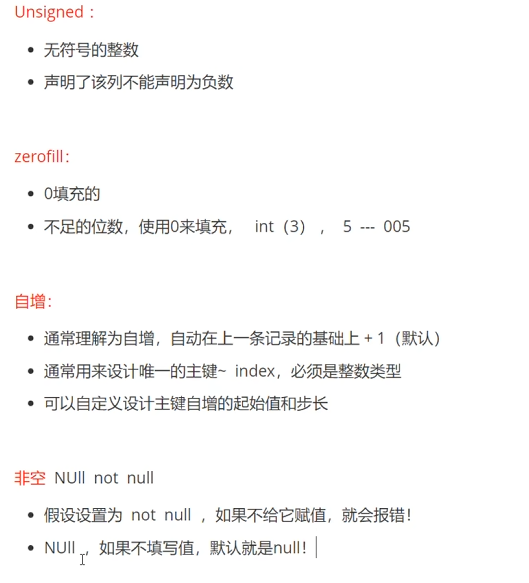 Unsigned：
无符号的整数
声明了该列不能声明为负数
zerofill：
0填充的
不足的位数，使用0来填充， int（3）， 5 --- 005
自增：
通常理解为自增，自动在上一条记录的基础上 + 1（默认）
通常用来设计唯一的主键~ index，必须是整数类型
可以自定义设计主键自增的起始值和步长
非空 NUll not null
假设设置为 not null ，如果不给它赋值，就会报错！
NUll ，如果不填写值，默认就是null！